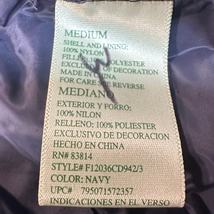 MEDIUM
SHELL AND LINING:
100% NYLON
FILLING: 100% POLYESTER
EXCLUSIVE OF DECORATION
MADE IN CHINA
FOR CARE SEE REVERSE
MEDIANO
EXTERIOR Y FORRO:
100% NILON
RELLENO: 100% POLIESTER
EXCLUSIVO DE DECORACION
HECHO EN CHINA
RN# 83814
STYLE# F12036CD942/3
COLOR: NAVY
UPC# 795071572357
INDICACIONES EN EL VERSO